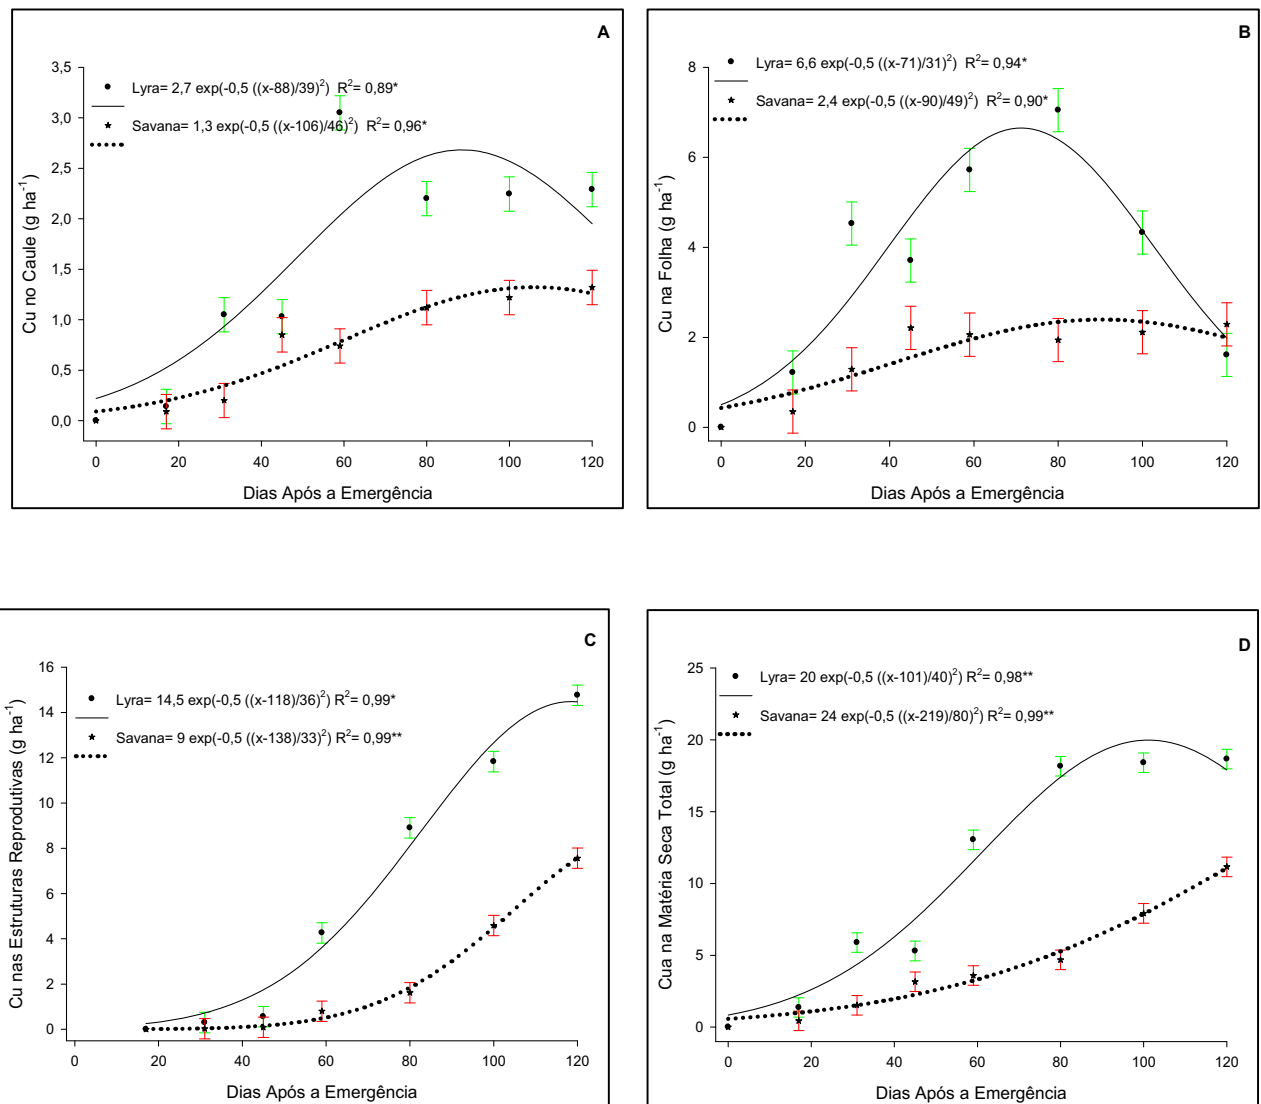 A
3,5
3,0
2,5
2,0
1,5
1,0
0,5
0,0
Lyra= 2,7 exp(-0,5 ((x-88)/39)²) R²= 0,89*
Savana= 1,3 exp(-0,5 ((x-106)/46)²) R²= 0,96*
Cu no Caule (g ha⁻¹)
0 20 40 60 80 100 120
Dias Após a Emergência
B
Lyra= 6,6 exp(-0,5 ((x-71)/31)²) R²= 0,94*
Savana= 2,4 exp(-0,5 ((x-90)/49)²) R²= 0,90*
8
6
4
2
0
Cu na Folha (g ha⁻¹)
0 20 40 60 80 100 120
Dias Após a Emergência
C
16
14
12
10
8
6
4
2
0
Lyra= 14,5 exp(-0,5 ((x-118)/36)²) R²= 0,99*
Savana= 9 exp(-0,5 ((x-138)/33)²) R²= 0,99**
Cu nas Estruturas Reprodutivas (g ha⁻¹)
0 20 40 60 80 100 120
Dias Após a Emergência
D
25
20
15
10
5
0
Lyra= 20 exp(-0,5 ((x-101)/40)²) R²= 0,98**
Savana= 24 exp(-0,5 ((x-219)/80)²) R²= 0,99**
Cua na Matéria Seca Total (g ha⁻¹)
0 20 40 60 80 100 120
Dias Após a Emergência